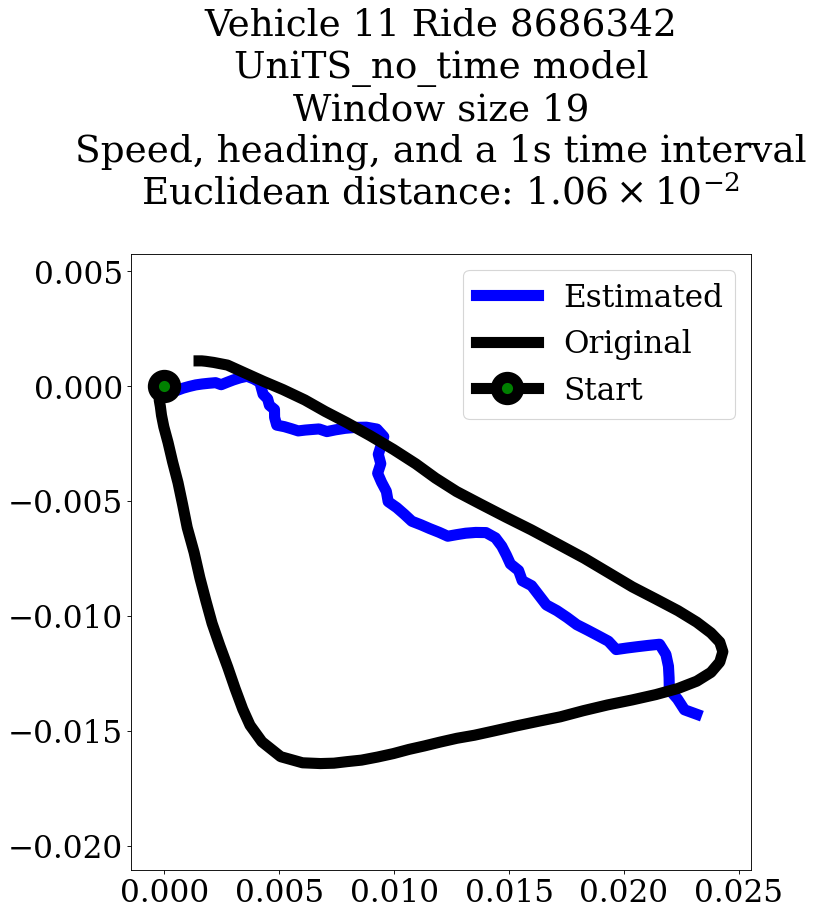 Vehicle 11 Ride 8686342
UniTS_no_time model
Window size 19
Speed, heading, and a 1s time interval
Euclidean distance: 1.06 × 10⁻²
Estimated
Original
Start
0.005
0.000
−0.005
−0.010
−0.015
−0.020
0.000 0.005 0.010 0.015 0.020 0.025